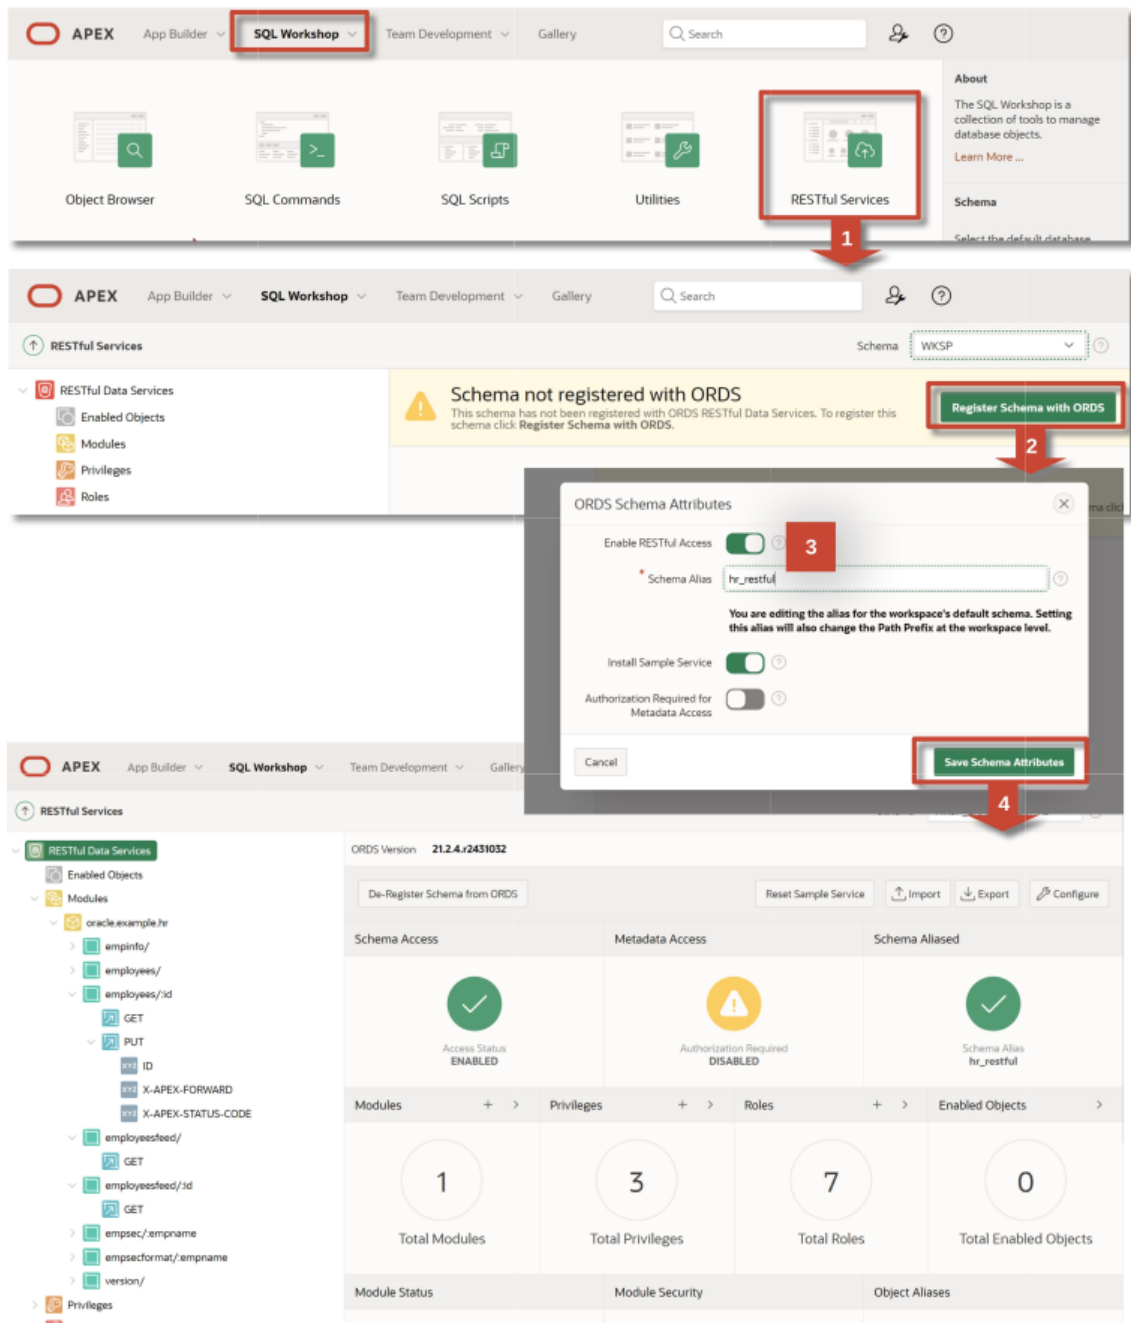 APEX App Builder SQL Workshop Team Development Gallery Search
About
The SQL Workshop is a
collection of tools to manage
database objects.
Learn More ...
Object Browser SQL Commands SQL Scripts Utilities RESTful Services
Schema
Select the default database
1
APEX App Builder SQL Workshop Team Development Gallery Search
RESTful Services Schema WKSP
RESTful Data Services
Enabled Objects
Modules
Privileges
Roles
Schema not registered with ORDS
This schema has not been registered with ORDS RESTful Data Services. To register this
schema click Register Schema with ORDS.
Register Schema with ORDS
2
ORDS Schema Attributes
ma clic
Enable RESTful Access
3
* Schema Alias hr_restful
You are editing the alias for the workspace's default schema. Setting
this alias will also change the Path Prefix at the workspace level.
Install Sample Service
Authorization Required for
Metadata Access
Cancel Save Schema Attributes
4
APEX App Builder SQL Workshop Team Development Gallery
RESTful Services
RESTful Data Services
Enabled Objects
Modules
oracle.example.hr
empinfo/
employees/
employees/:id
GET
PUT
XYZ ID
XYZ X-APEX-FORWARD
XYZ X-APEX-STATUS-CODE
employeesfeed/
GET
employeesfeed/:id
GET
empsec/:empname
empsecformat/:empname
version/
Privileges
ORDS Version 21.2.4.r2431032
De-Register Schema from ORDS Reset Sample Service Import Export Configure
Schema Access Metadata Access Schema Aliased
Access Status Authorization Required Schema Alias
ENABLED DISABLED hr_restful
Modules + > Privileges + > Roles + > Enabled Objects >
1 3 7 0
Total Modules Total Privileges Total Roles Total Enabled Objects
Module Status Module Security Object Aliases